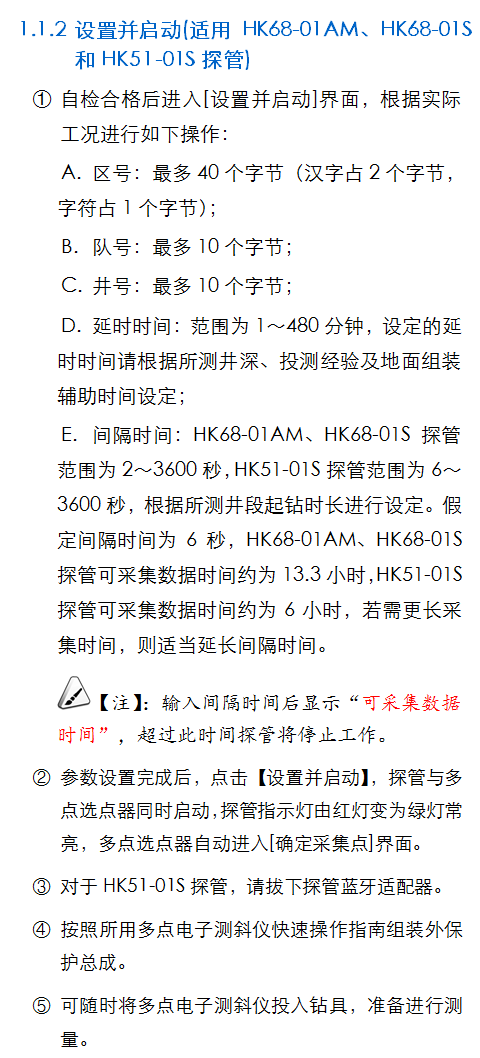 1.1.2 设置并启动(适用 HK68-01AM、HK68-01S
和 HK51-01S 探管)
① 自检合格后进入[设置并启动]界面，根据实际
工况进行如下操作：
A. 区号：最多 40 个字节（汉字占 2 个字节，
字符占 1 个字节）；
B. 队号：最多 10 个字节；
C. 井号：最多 10 个字节；
D. 延时时间：范围为 1～480 分钟，设定的延
时时间请根据所测井深、投测经验及地面组装
辅助时间设定；
E. 间隔时间：HK68-01AM、HK68-01S 探管
范围为 2～3600 秒，HK51-01S 探管范围为 6～
3600 秒，根据所测井段起钻时长进行设定。假
定间隔时间为 6 秒，HK68-01AM、HK68-01S
探管可采集数据时间约为 13.3 小时，HK51-01S
探管可采集数据时间约为 6 小时，若需更长采
集时间，则适当延长间隔时间。
【注】：输入间隔时间后显示“可采集数据
时间”，超过此时间探管将停止工作。
② 参数设置完成后，点击【设置并启动】，探管与多
点选点器同时启动，探管指示灯由红灯变为绿灯常
亮，多点选点器自动进入[确定采集点]界面。
③ 对于 HK51-01S 探管，请拔下探管蓝牙适配器。
④ 按照所用多点电子测斜仪快速操作指南组装外保
护总成。
⑤ 可随时将多点电子测斜仪投入钻具，准备进行测
量。